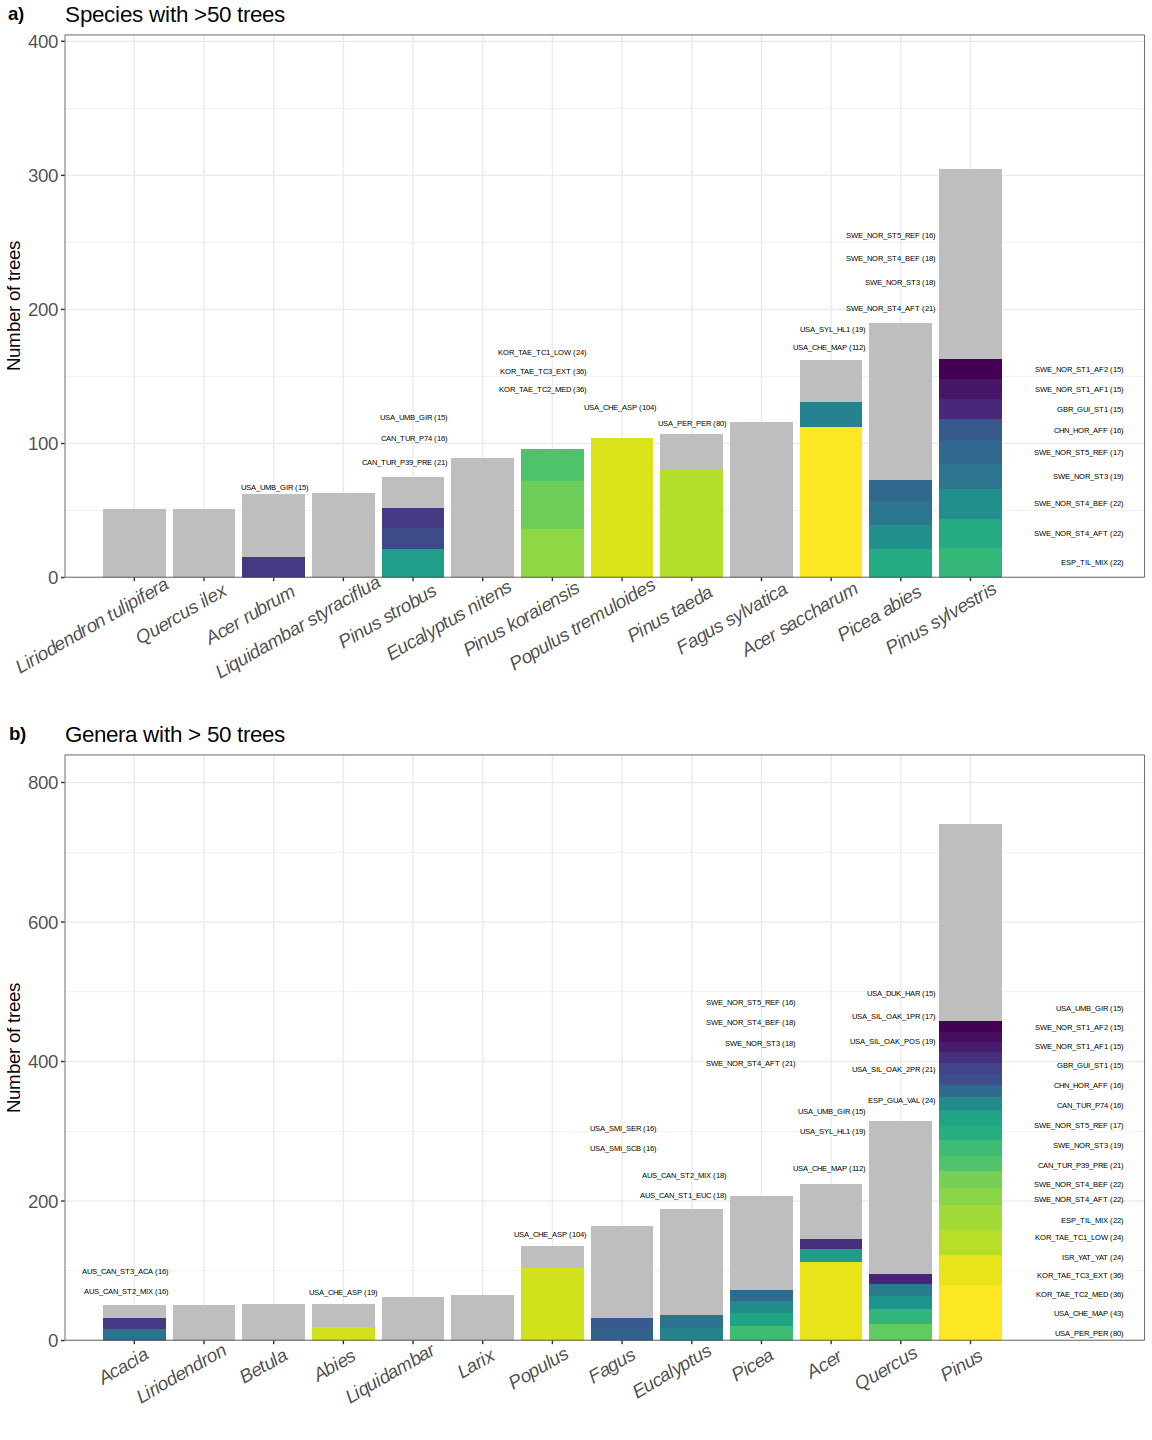 a) Species with >50 trees
400
300
200
100
0
Number of trees
SWE_NOR_ST5_REF (16)
SWE_NOR_ST4_BEF (18)
SWE_NOR_ST3 (18)
SWE_NOR_ST4_AFT (21)
USA_SYL_HL1 (19)
USA_CHE_MAP (112)
KOR_TAE_TC1_LOW (24)
KOR_TAE_TC3_EXT (36)
KOR_TAE_TC2_MED (36)
USA_CHE_ASP (104)
USA_PER_PER (80)
USA_UMB_GIR (15)
CAN_TUR_P74 (16)
CAN_TUR_P39_PRE (21)
USA_UMB_GIR (15)
SWE_NOR_ST1_AF2 (15)
SWE_NOR_ST1_AF1 (15)
GBR_GUI_ST1 (15)
CHN_HOR_AFF (16)
SWE_NOR_ST5_REF (17)
SWE_NOR_ST3 (19)
SWE_NOR_ST4_BEF (22)
SWE_NOR_ST4_AFT (22)
ESP_TIL_MIX (22)
Liriodendron tulipifera
Quercus ilex
Acer rubrum
Liquidambar styraciflua
Pinus strobus
Eucalyptus nitens
Pinus koraiensis
Populus tremuloides
Pinus taeda
Fagus sylvatica
Acer saccharum
Picea abies
Pinus sylvestris
b) Genera with > 50 trees
800
600
400
200
0
Number of trees
AUS_CAN_ST3_ACA (16)
AUS_CAN_ST2_MIX (16)
USA_CHE_ASP (19)
USA_CHE_ASP (104)
USA_SMI_SER (16)
USA_SMI_SCB (16)
AUS_CAN_ST2_MIX (18)
AUS_CAN_ST1_EUC (18)
SWE_NOR_ST5_REF (16)
SWE_NOR_ST4_BEF (18)
SWE_NOR_ST3 (18)
SWE_NOR_ST4_AFT (21)
USA_UMB_GIR (15)
USA_SYL_HL1 (19)
USA_CHE_MAP (112)
USA_DUK_HAR (15)
USA_SIL_OAK_1PR (17)
USA_SIL_OAK_POS (19)
USA_SIL_OAK_2PR (21)
ESP_GUA_VAL (24)
USA_UMB_GIR (15)
SWE_NOR_ST1_AF2 (15)
SWE_NOR_ST1_AF1 (15)
GBR_GUI_ST1 (15)
CHN_HOR_AFF (16)
CAN_TUR_P74 (16)
SWE_NOR_ST5_REF (17)
SWE_NOR_ST3 (19)
CAN_TUR_P39_PRE (21)
SWE_NOR_ST4_BEF (22)
SWE_NOR_ST4_AFT (22)
ESP_TIL_MIX (22)
KOR_TAE_TC1_LOW (24)
ISR_YAT_YAT (24)
KOR_TAE_TC3_EXT (36)
KOR_TAE_TC2_MED (36)
USA_CHE_MAP (43)
USA_PER_PER (80)
Acacia
Liriodendron
Betula
Abies
Liquidambar
Larix
Populus
Fagus
Eucalyptus
Picea
Acer
Quercus
Pinus